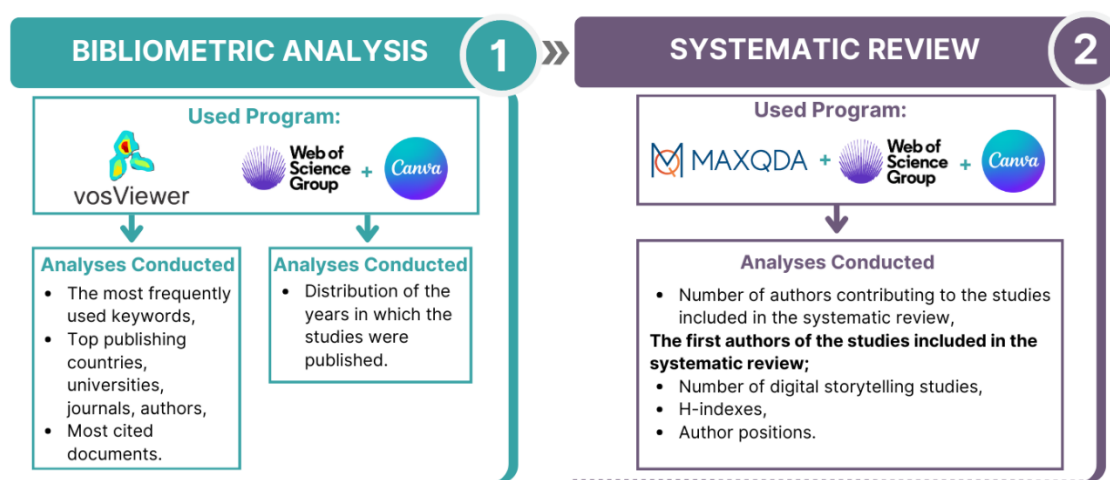 BIBLIOMETRIC ANALYSIS
1
Used Program:
vosViewer
Web of
Science
Group
+
Canva
Analyses Conducted
• The most frequently
used keywords,
• Top publishing
countries,
universities,
journals, authors,
• Most cited
documents.
Analyses Conducted
• Distribution of the
years in which the
studies were
published.
SYSTEMATIC REVIEW
2
Used Program:
MAXQDA
+
Web of
Science
Group
+
Canva
Analyses Conducted
• Number of authors contributing to the studies
included in the systematic review,
The first authors of the studies included in the
systematic review;
• Number of digital storytelling studies,
• H-indexes,
• Author positions.